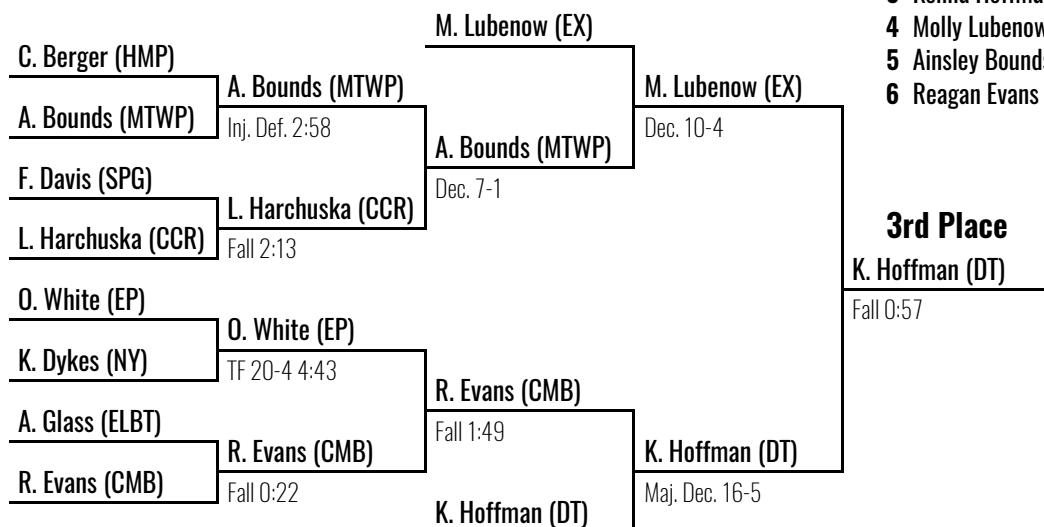 Hoffma
4 Molly Lubenow
5 Ainsley Bounds
6 Reagan Evans
C. Berger (HMP)
A. Bounds (MTWP)
F. Davis (SPG)
L. Harchuska (CCR)
O. White (EP)
K. Dykes (NY)
A. Glass (ELBT)
R. Evans (CMB)
A. Bounds (MTWP)
Inj. Def. 2:58
L. Harchuska (CCR)
Fall 2:13
O. White (EP)
TF 20-4 4:43
R. Evans (CMB)
Fall 0:22
M. Lubenow (EX)
A. Bounds (MTWP)
Dec. 7-1
R. Evans (CMB)
Fall 1:49
K. Hoffman (DT)
M. Lubenow (EX)
Dec. 10-4
K. Hoffman (DT)
Maj. Dec. 16-5
3rd Place
K. Hoffman (DT)
Fall 0:57